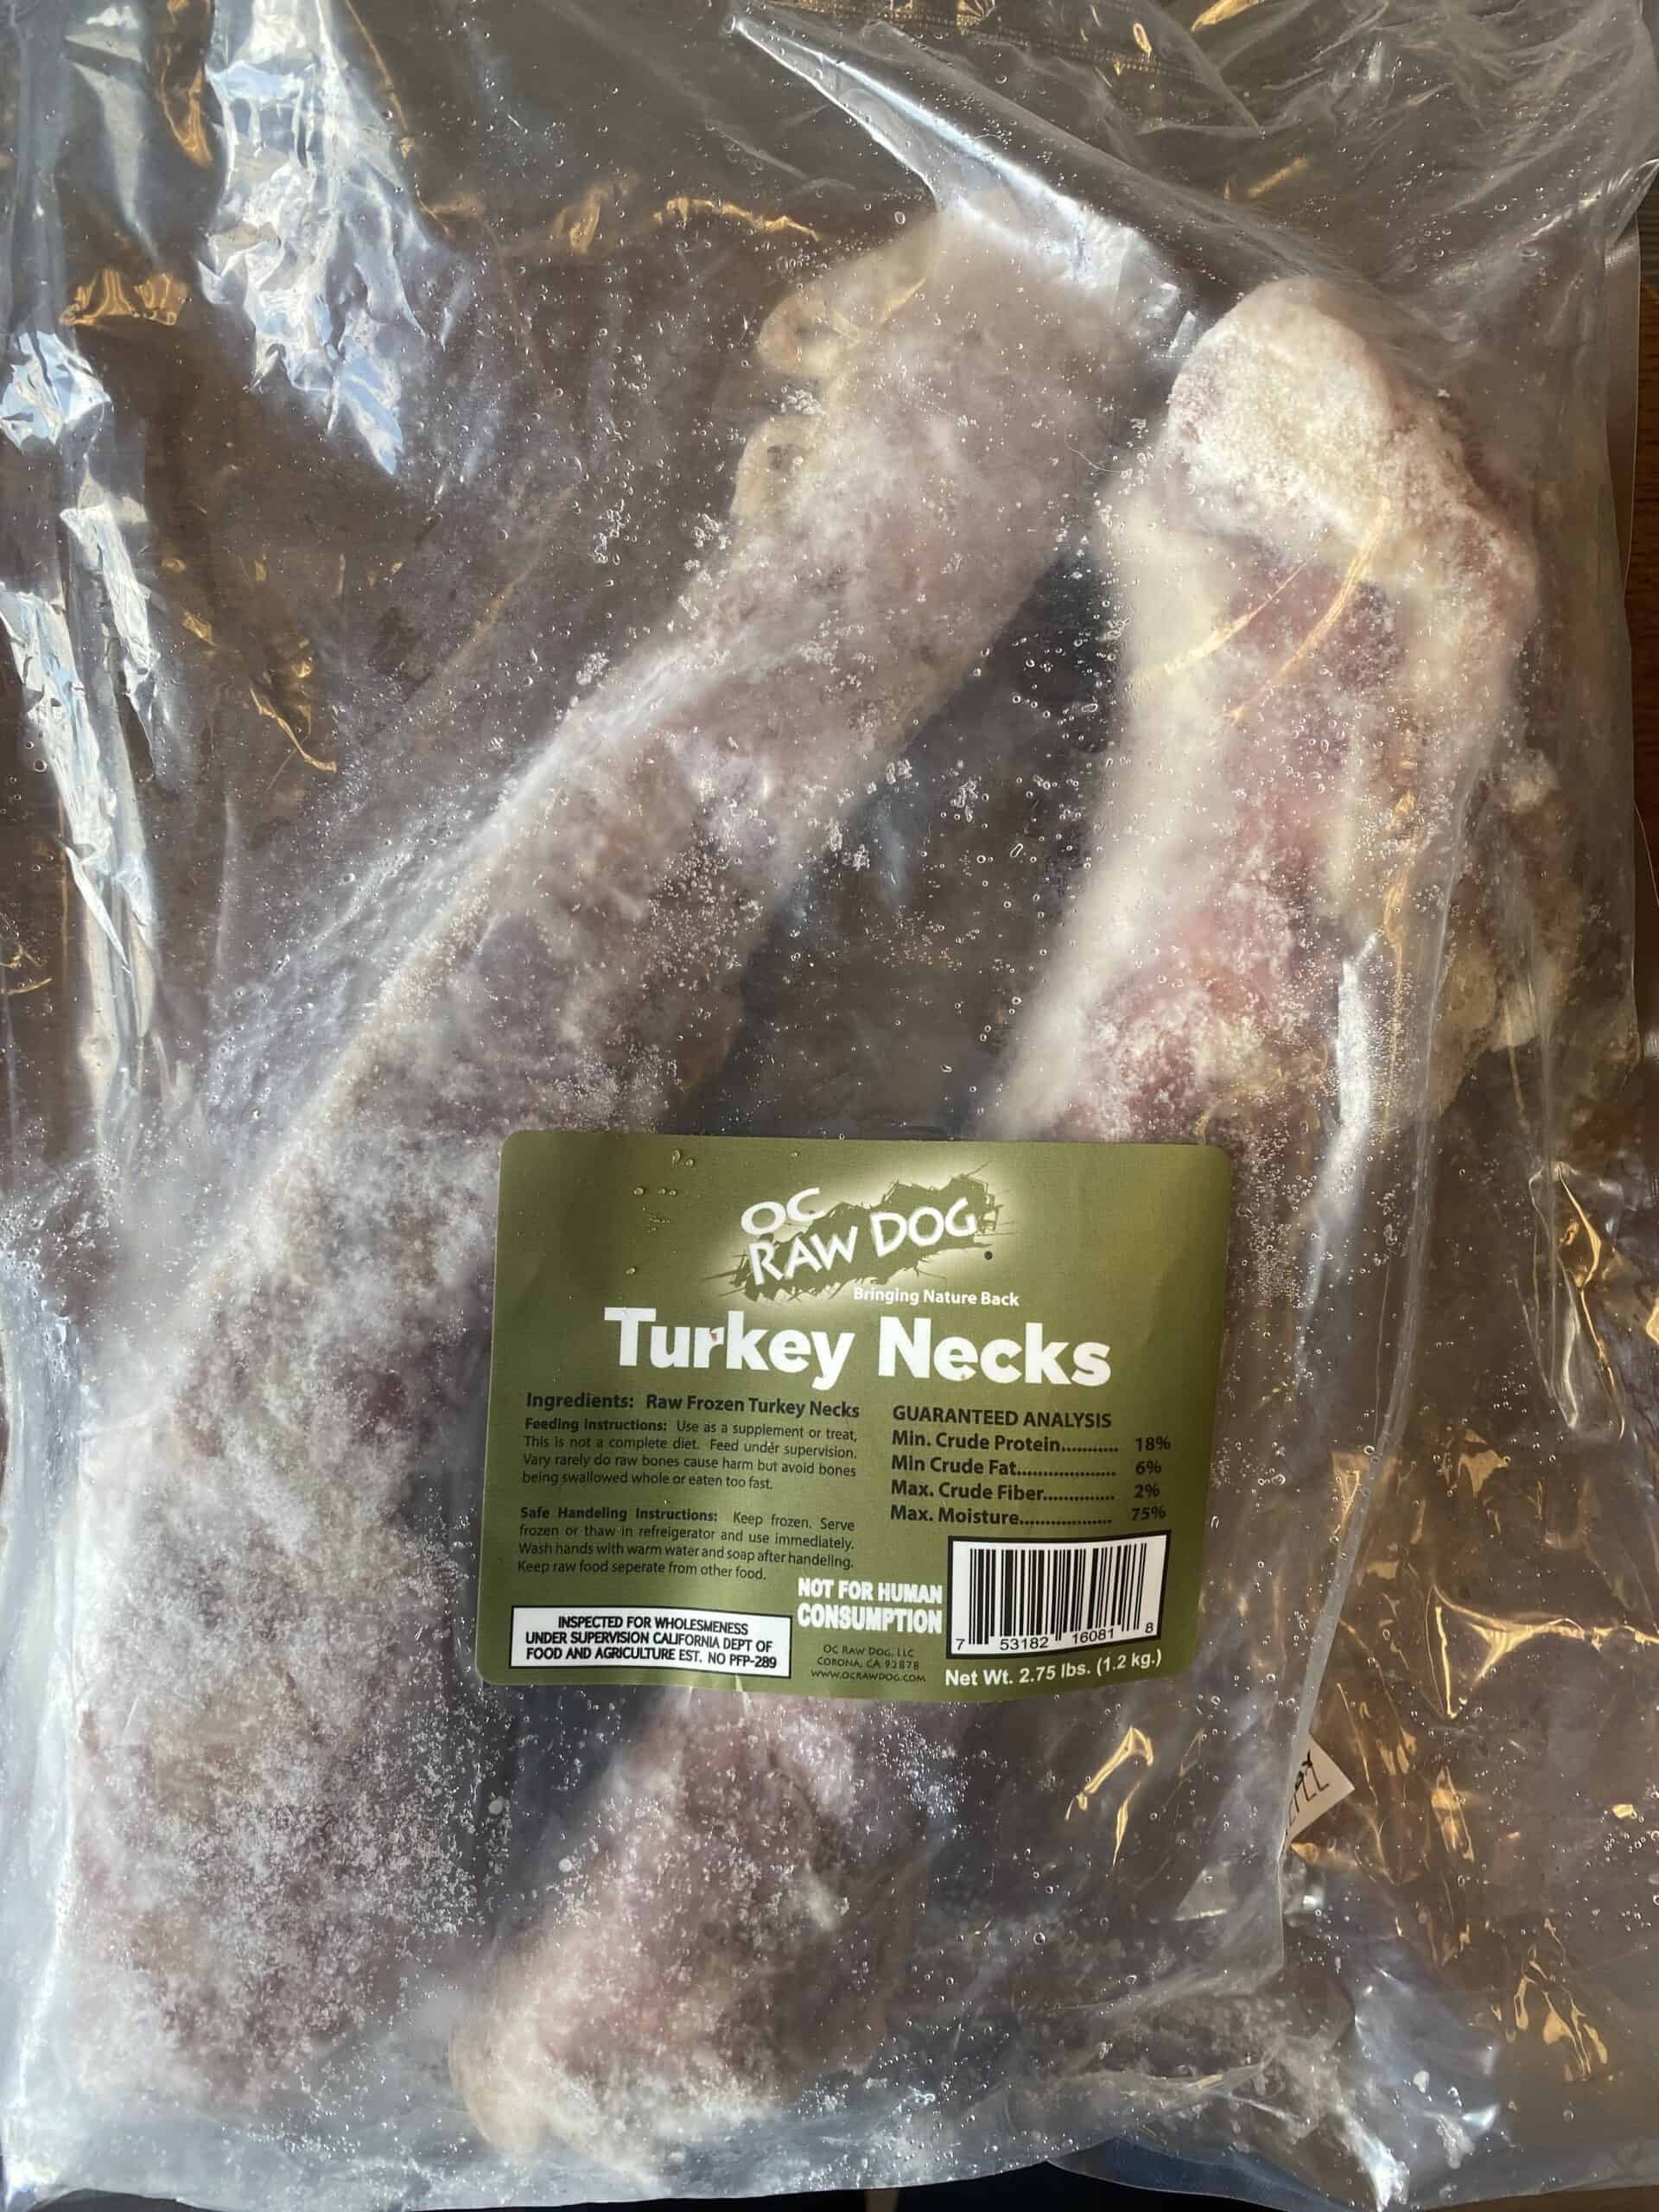 OC
RAW DOG
Bringing Nature Back
Turkey Necks
Ingredients: Raw Frozen Turkey Necks
Feeding Instructions: Use as a supplement or treat,
This is not a complete diet. Feed under supervision.
Vary rarely do raw bones cause harm but avoid bones
being swallowed whole or eaten too fast.
Safe Handeling Instructions: Keep frozen. Serve
frozen or thaw in refreigerator and use immediately.
Wash hands with warm water and soap after handeling.
Keep raw food seperate from other food.
GUARANTEED ANALYSIS
Min. Crude Protein........... 18%
Min Crude Fat................... 6%
Max. Crude Fiber.............. 2%
Max. Moisture.................. 75%
INSPECTED FOR WHOLESMENESS
UNDER SUPERVISION CALIFORNIA DEPT OF
FOOD AND AGRICULTURE EST. NO PFP-289
NOT FOR HUMAN
CONSUMPTION
OC RAW DOG, LLC
CORONA, CA 92878
WWW.OCRAWDOG.COM
7 53182 16081 8
Net Wt. 2.75 lbs. (1.2 kg.)